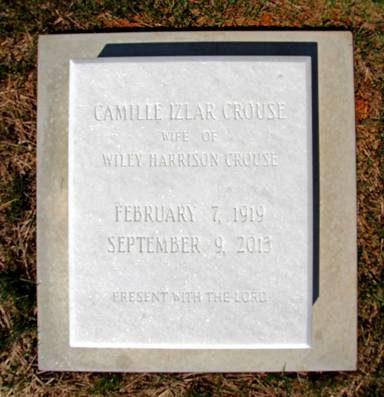 CAMILLE IZLAR CROUSE
WIFE OF
WILEY HARRISON CROUSE
FEBRUARY 7, 1919
SEPTEMBER 9, 2013
PRESENT WITH THE LORD